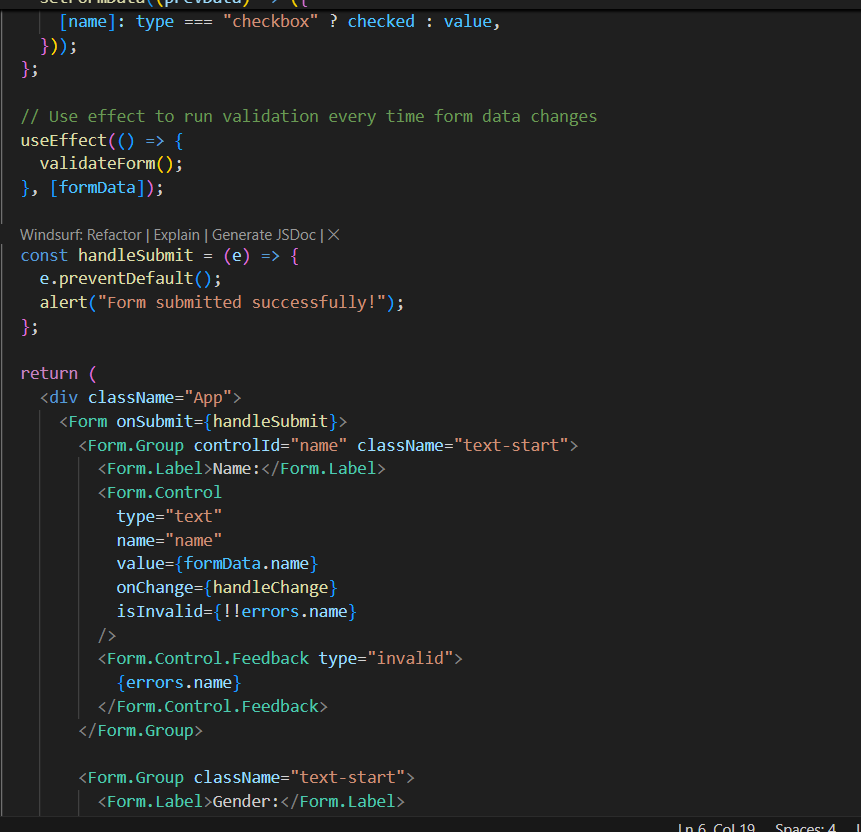 setFormData((prevData) => ({
[name]: type === "checkbox" ? checked : value,
}));
};
// Use effect to run validation every time form data changes
useEffect(() => {
validateForm();
}, [formData]);
Windsurf: Refactor | Explain | Generate JSDoc | ×
const handleSubmit = (e) => {
e.preventDefault();
alert("Form submitted successfully!");
};
return (
<div className="App">
<Form onSubmit={handleSubmit}>
<Form.Group controlId="name" className="text-start">
<Form.Label>Name:</Form.Label>
<Form.Control
type="text"
name="name"
value={formData.name}
onChange={handleChange}
isInvalid={!!errors.name}
/>
<Form.Control.Feedback type="invalid">
{errors.name}
</Form.Control.Feedback>
</Form.Group>
<Form.Group className="text-start">
<Form.Label>Gender:</Form.Label>
Ln 6, Col 19 Spaces: 4